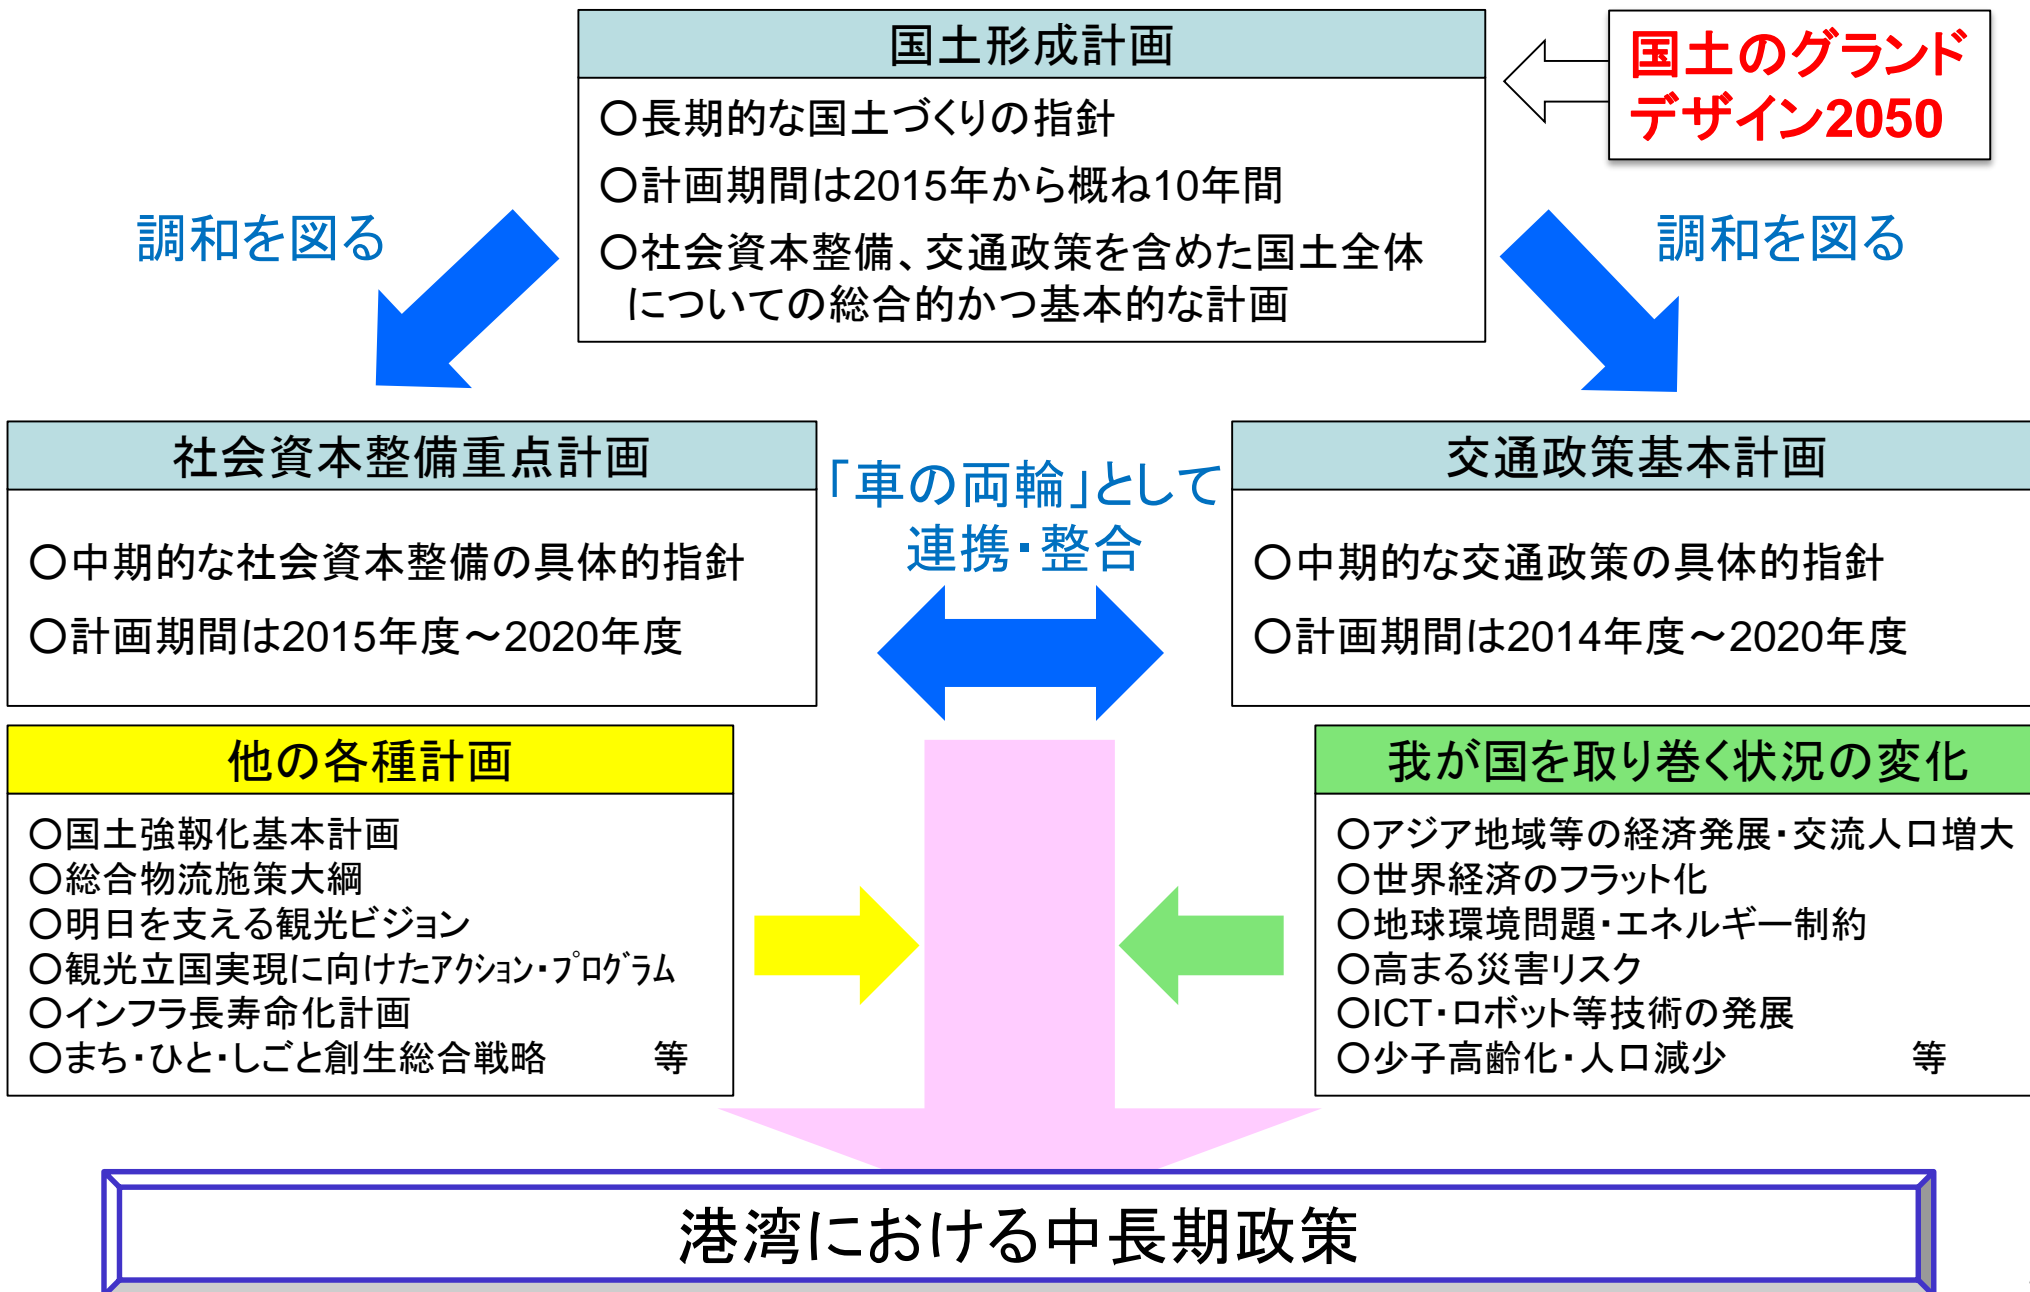 国土形成計画
○長期的な国土づくりの指針
○計画期間は2015年から概ね10年間
○社会資本整備、交通政策を含めた国土全体
についての総合的かつ基本的な計画
国土のグランド
デザイン2050
調和を図る
調和を図る
社会資本整備重点計画
○中期的な社会資本整備の具体的指針
○計画期間は2015年度～2020年度
「車の両輪」として
連携・整合
交通政策基本計画
○中期的な交通政策の具体的指針
○計画期間は2014年度～2020年度
他の各種計画
○国土強靱化基本計画
○総合物流施策大綱
○明日を支える観光ビジョン
○観光立国実現に向けたｱｸｼｮﾝ・ﾌﾟﾛｸﾞﾗﾑ
○インフラ長寿命化計画
○まち・ひと・しごと創生総合戦略　　　等
我が国を取り巻く状況の変化
○アジア地域等の経済発展・交流人口増大
○世界経済のフラット化
○地球環境問題・エネルギー制約
○高まる災害リスク
○ICT・ロボット等技術の発展
○少子高齢化・人口減少　　　　　等
港湾における中長期政策